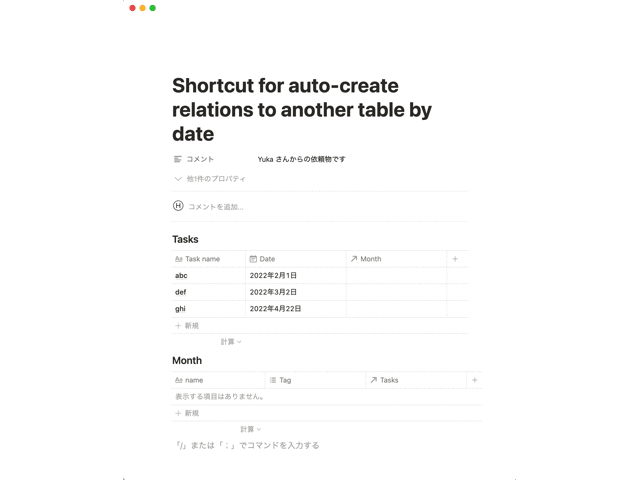 Shortcut for auto-create
relations to another table by
date
コメント Yuka さんからの依頼物です
他1件のプロパティ
H コメントを追加...
Tasks
Aa Task name Date Month +
abc 2022年2月1日
def 2022年3月2日
ghi 2022年4月22日
+ 新規
計算
Month
Aa name Tag Tasks +
表示する項目はありません。
+ 新規
計算
「/」または「；」でコマンドを入力する